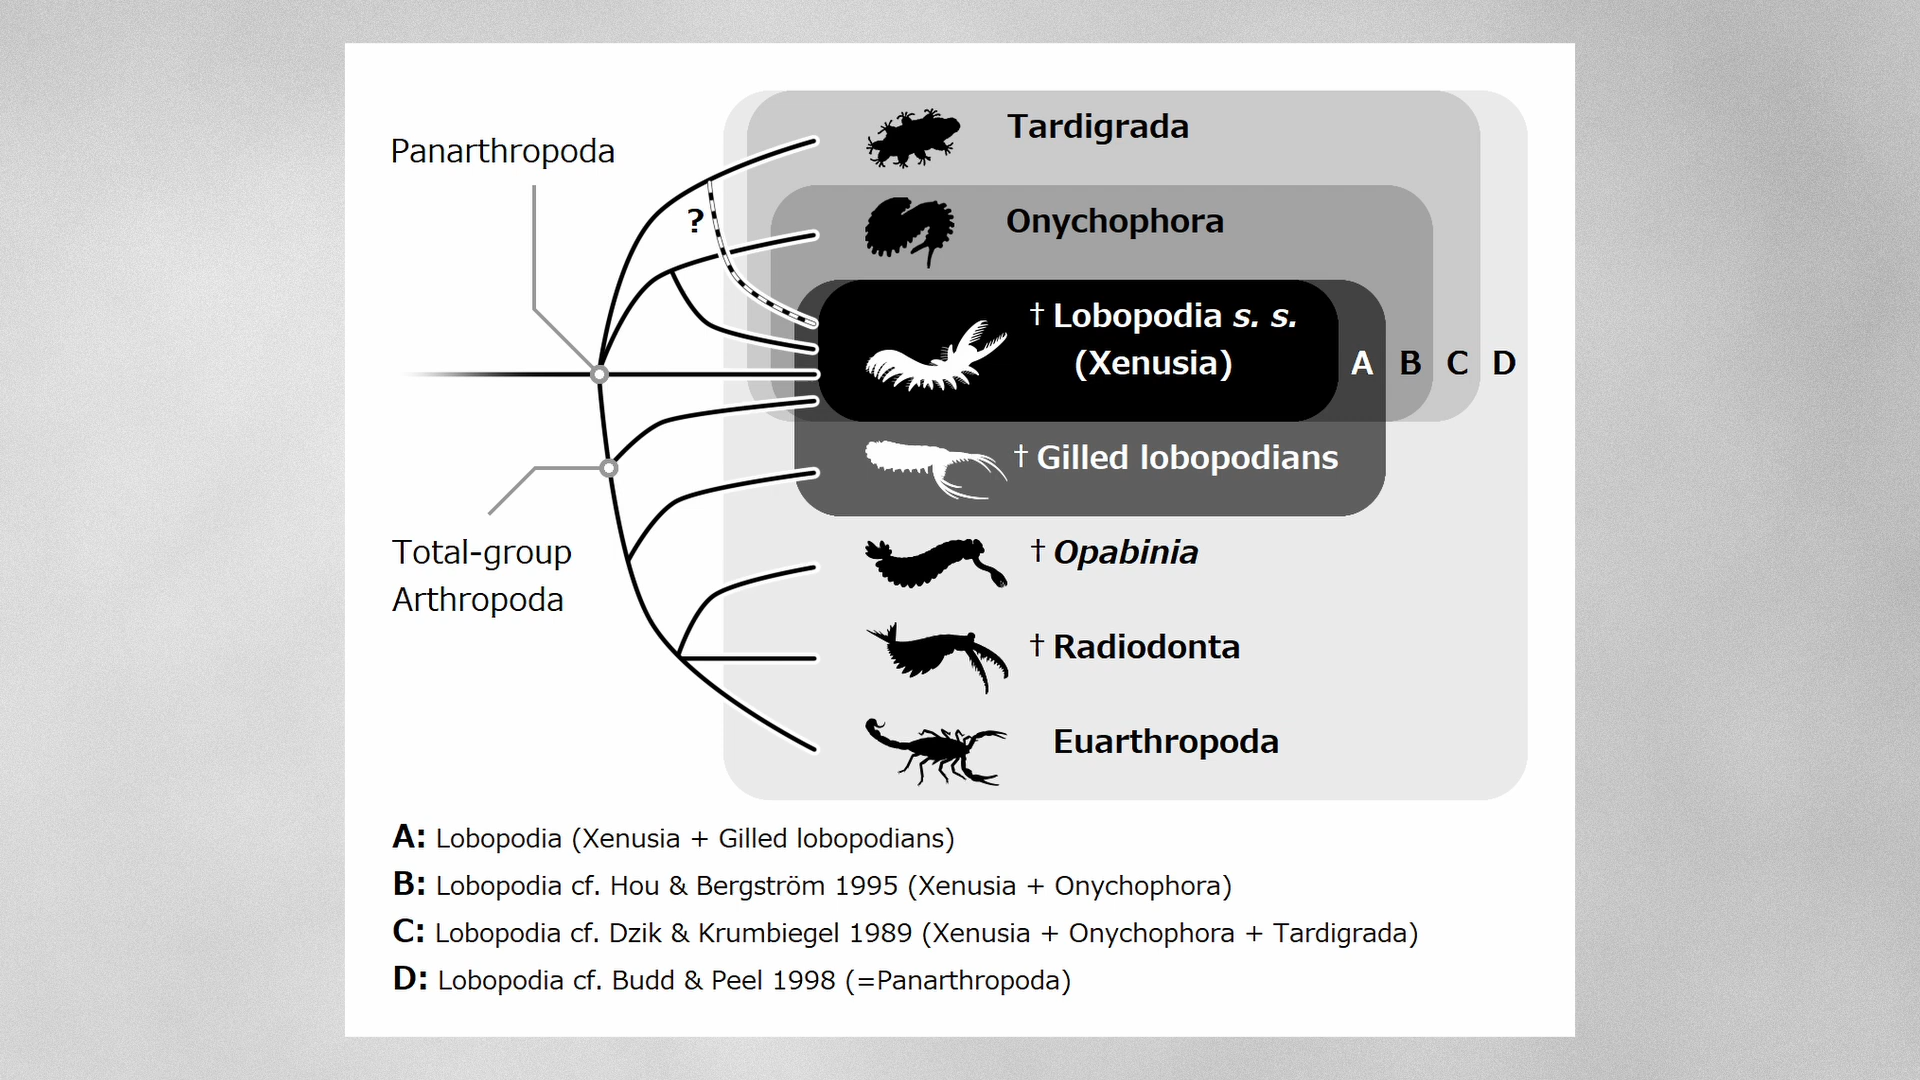 Panarthropoda
Tardigrada
?
Onychophora
† Lobopodia s. s.
(Xenusia)
A B C D
† Gilled lobopodians
Total-group
Arthropoda
† Opabinia
† Radiodonta
Euarthropoda
A: Lobopodia (Xenusia + Gilled lobopodians)
B: Lobopodia cf. Hou & Bergström 1995 (Xenusia + Onychophora)
C: Lobopodia cf. Dzik & Krumbiegel 1989 (Xenusia + Onychophora + Tardigrada)
D: Lobopodia cf. Budd & Peel 1998 (=Panarthropoda)